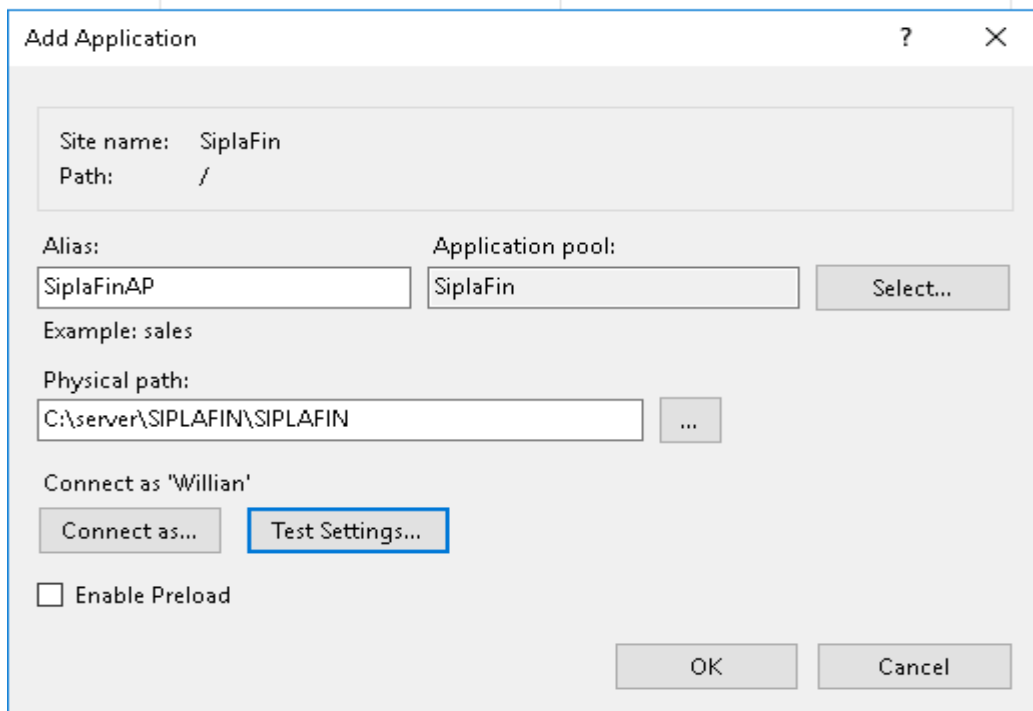 Add Application
?
Site name: SiplaFin
Path: /
Alias: Application pool:
SiplaFinAP SiplaFin Select...
Example: sales
Physical path:
C:\server\SIPLAFIN\SIPLAFIN ...
Connect as 'Willian'
Connect as... Test Settings...
Enable Preload
OK Cancel